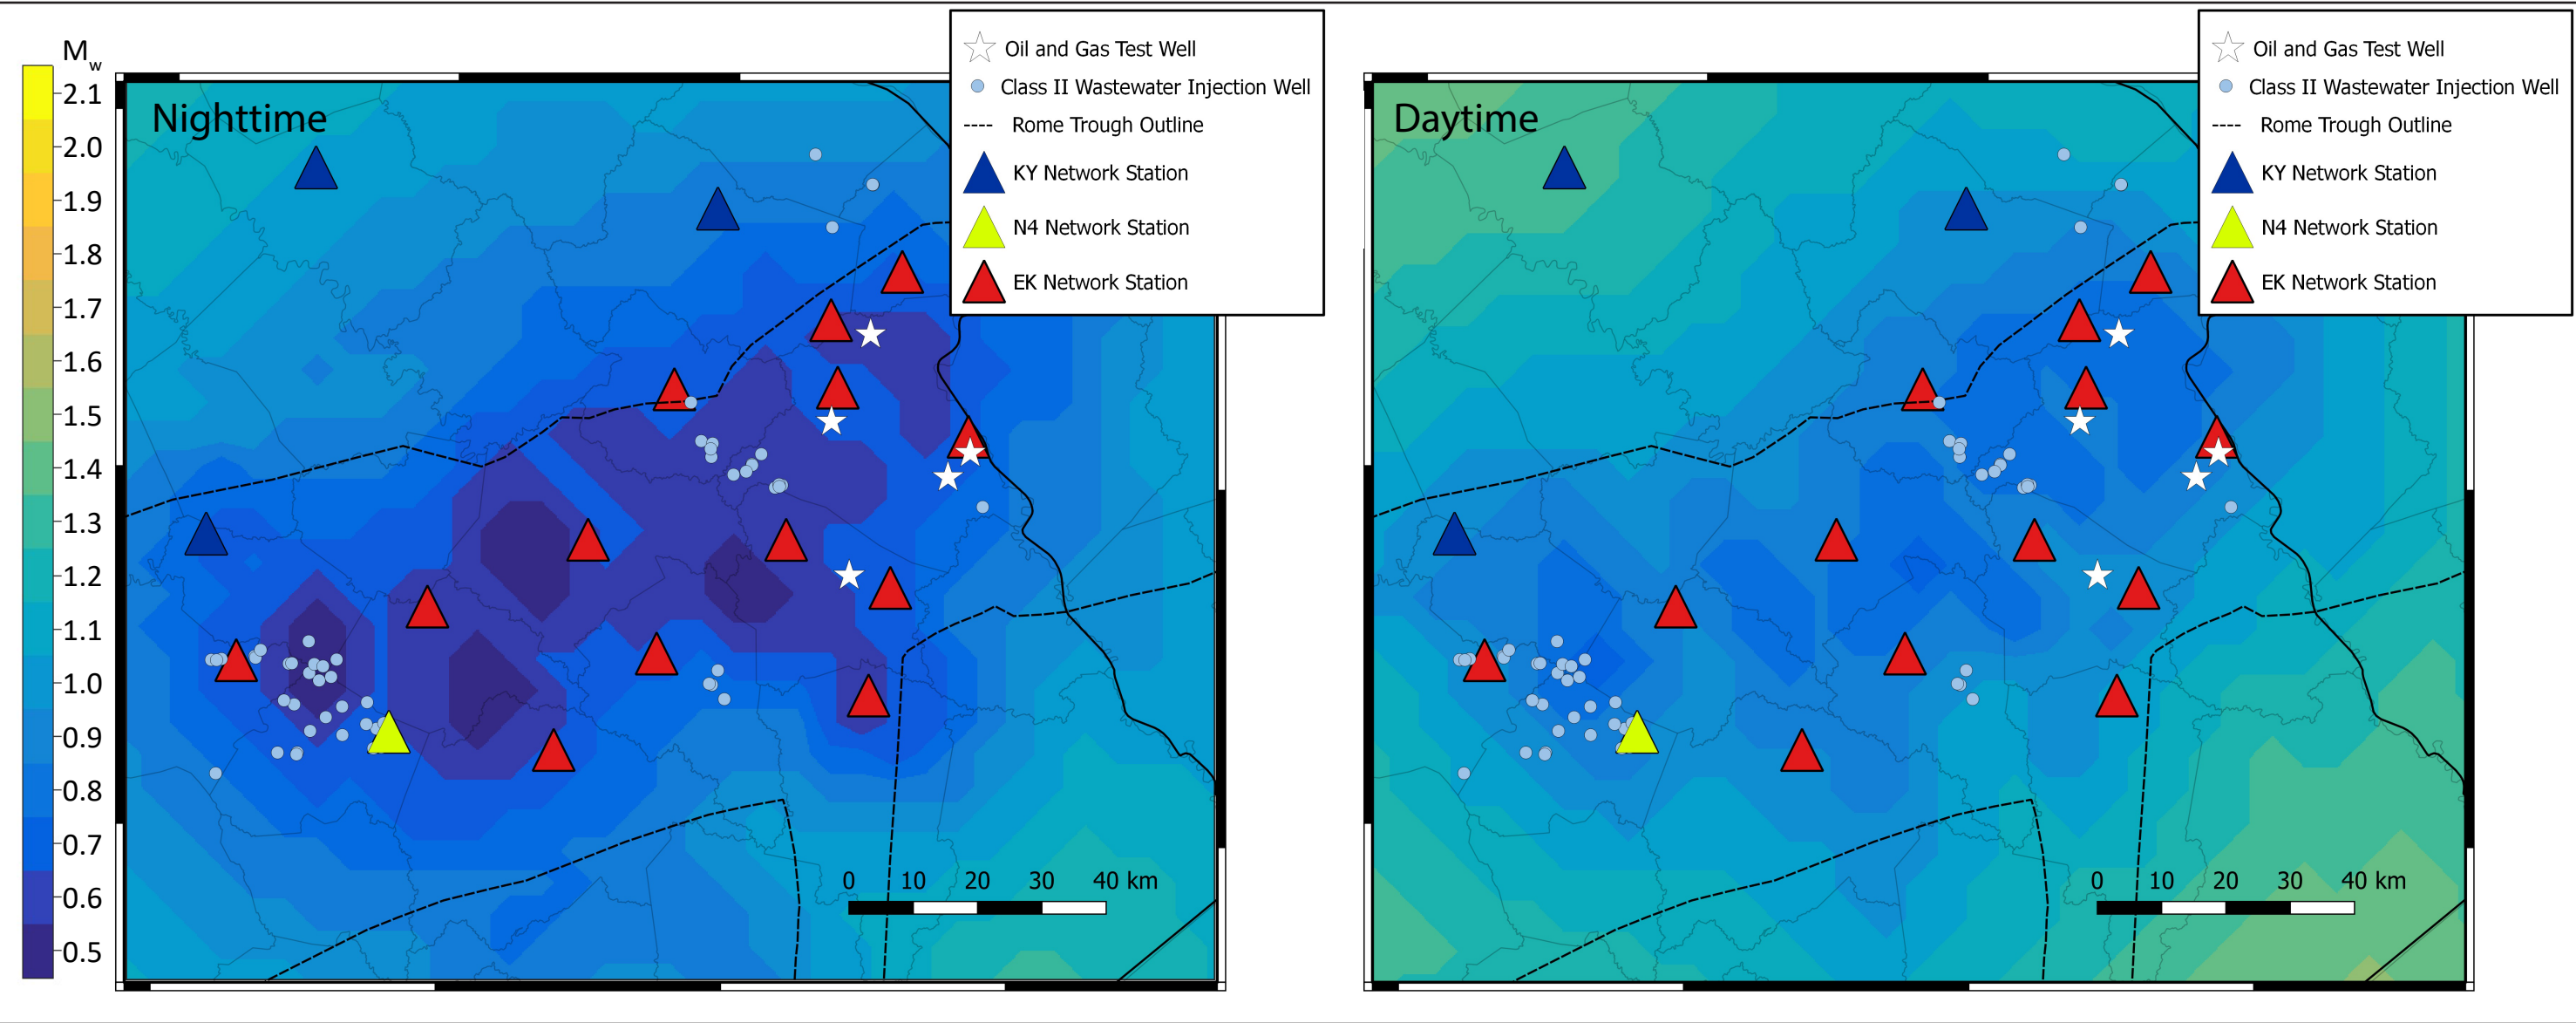 Mw
2.1
2.0
1.9
1.8
1.7
1.6
1.5
1.4
1.3
1.2
1.1
1.0
0.9
0.8
0.7
0.6
0.5
Nighttime
Oil and Gas Test Well
Class II Wastewater Injection Well
Rome Trough Outline
KY Network Station
N4 Network Station
EK Network Station
0 10 20 30 40 km
Daytime
Oil and Gas Test Well
Class II Wastewater Injection Well
Rome Trough Outline
KY Network Station
N4 Network Station
EK Network Station
0 10 20 30 40 km